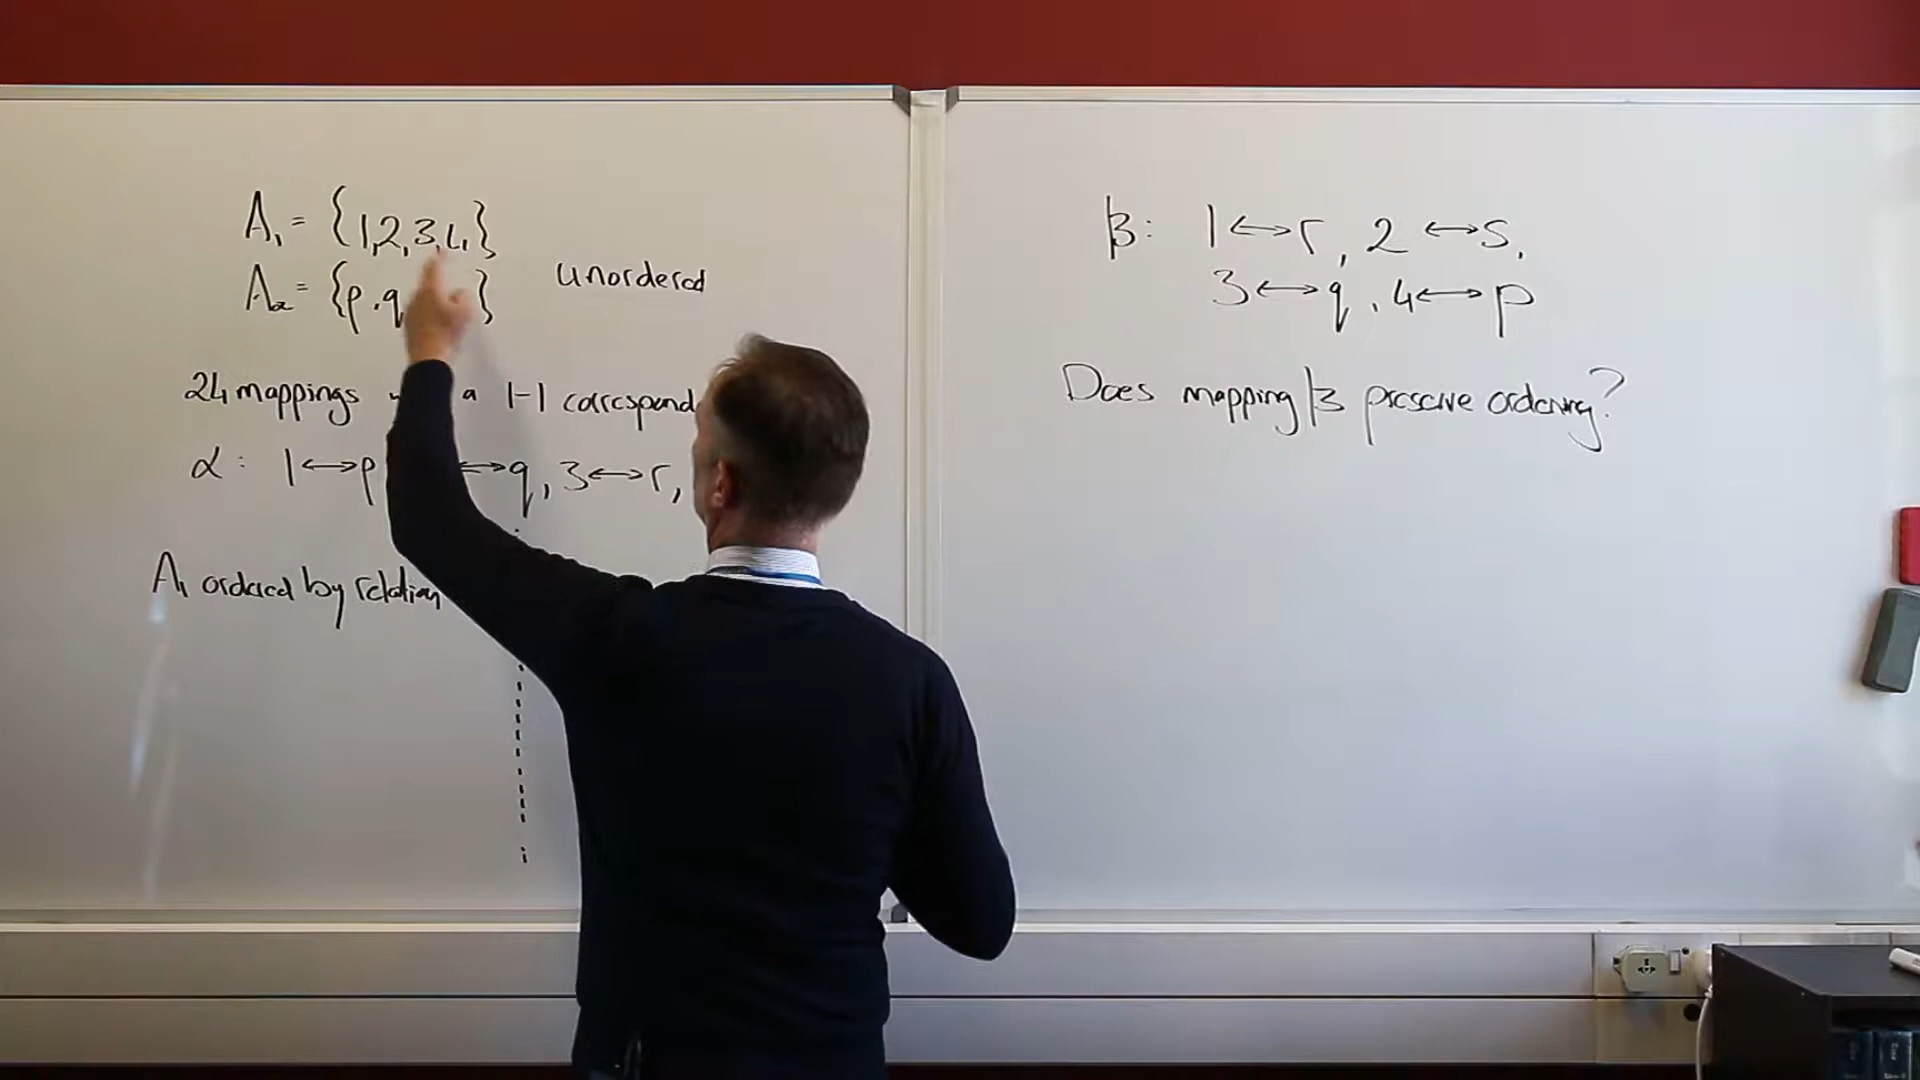 A₁ = {1,2,3,4,}
A₂ = {p,q }
unordered
24 mappings a 1-1
α: 1↔p ↔q, 3↔r,
A₁ ordered by relation
β: 1↔r, 2↔s,
3↔q, 4↔p
Does mapping β preserve ordering?